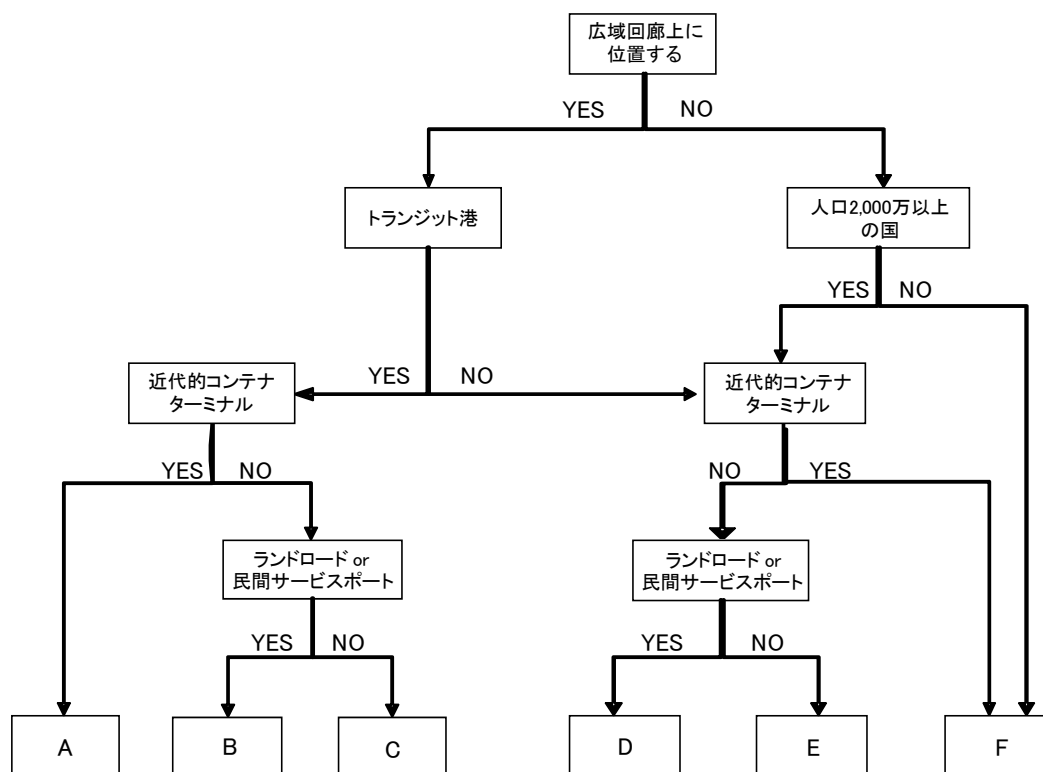 広域回廊上に
位置する
YES NO
トランジット港
人口2,000万以上
の国
YES NO
YES NO
近代的コンテナ
ターミナル
近代的コンテナ
ターミナル
YES NO
NO YES
ランドロード or
民間サービスポート
ランドロード or
民間サービスポート
YES NO
YES NO
A B C D E F